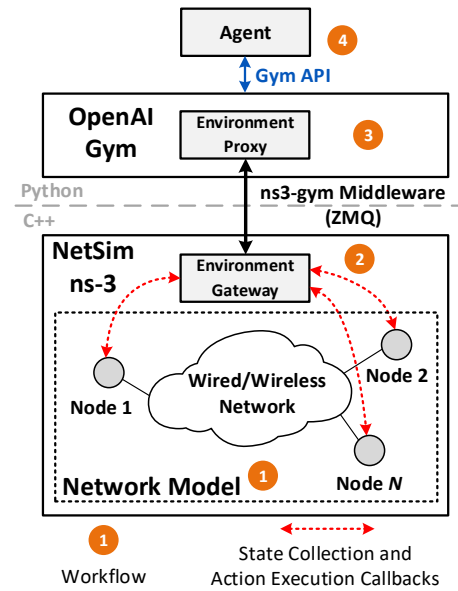 Agent
4
Gym API
OpenAI
Gym
Environment
Proxy
3
Python
ns3-gym Middleware
C++
(ZMQ)
NetSim
ns-3
Environment
Gateway
2
Wired/Wireless
Network
Node 1
Node 2
Node N
Network Model
1
1
Workflow
State Collection and
Action Execution Callbacks